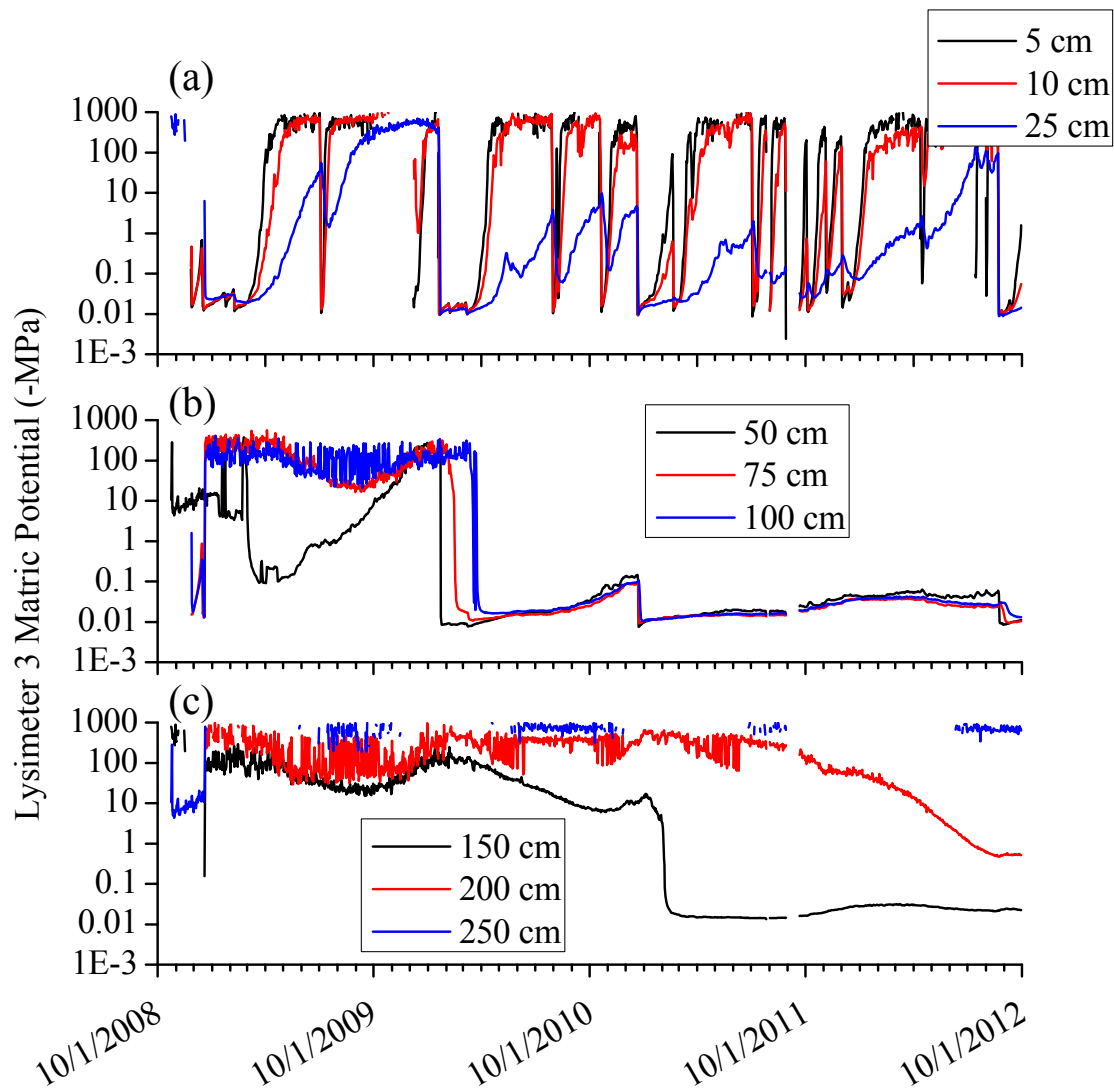 (a)
5 cm
10 cm
25 cm
1000
100
10
1
0.1
0.01
1E-3
Lysimeter 3 Matric Potential (-MPa)
(b)
50 cm
75 cm
100 cm
1000
100
10
1
0.1
0.01
1E-3
(c)
150 cm
200 cm
250 cm
1000
100
10
1
0.1
0.01
1E-3
10/1/2008
10/1/2009
10/1/2010
10/1/2011
10/1/2012